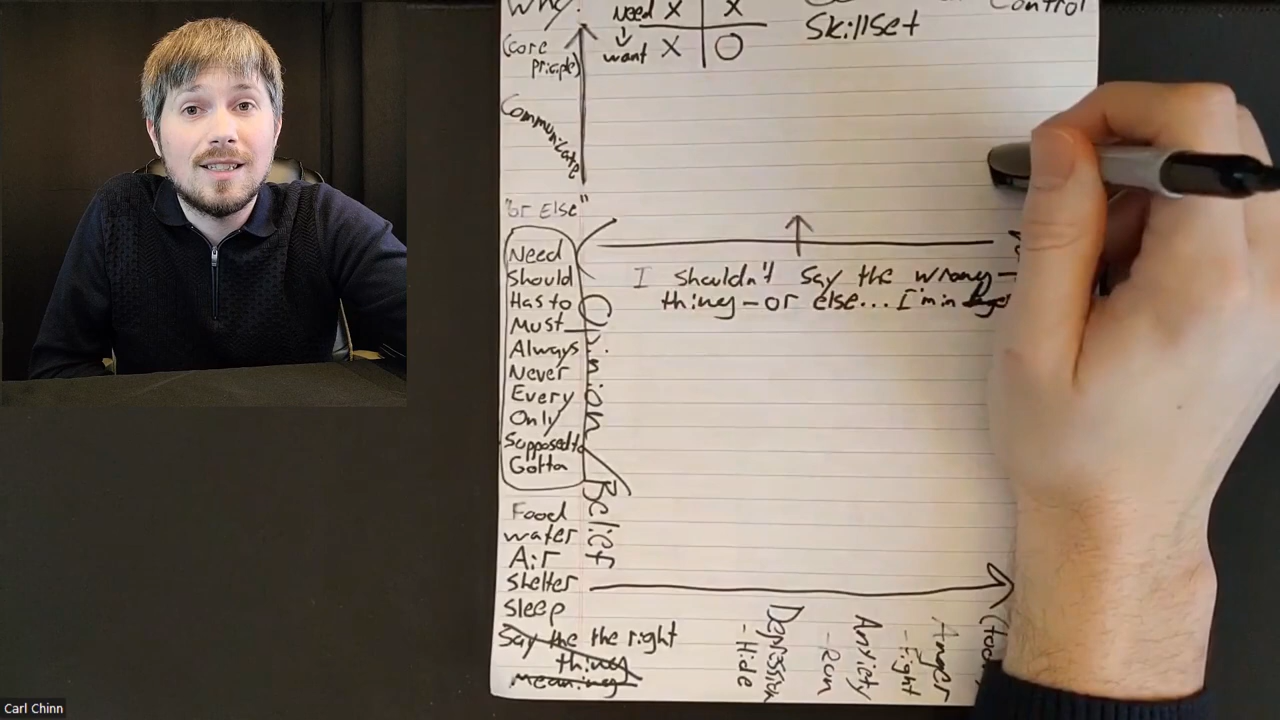 Why?
Need X X
↓
want X O
Skillset
Control
(core
priciple)
Communicate
"or Else"
Need
Should
Has to
Must
Always
Never
Every
Only
Supposed to
Gotta
Opinion
Belief
I shouldn't say the wrong
thing - or else... I'm in
Food
water
Air
shelter
sleep
Say the the right
thing
meaning
Depression
- Hide
Anxiety
- Run
Anger
- Fight
Carl Chinn